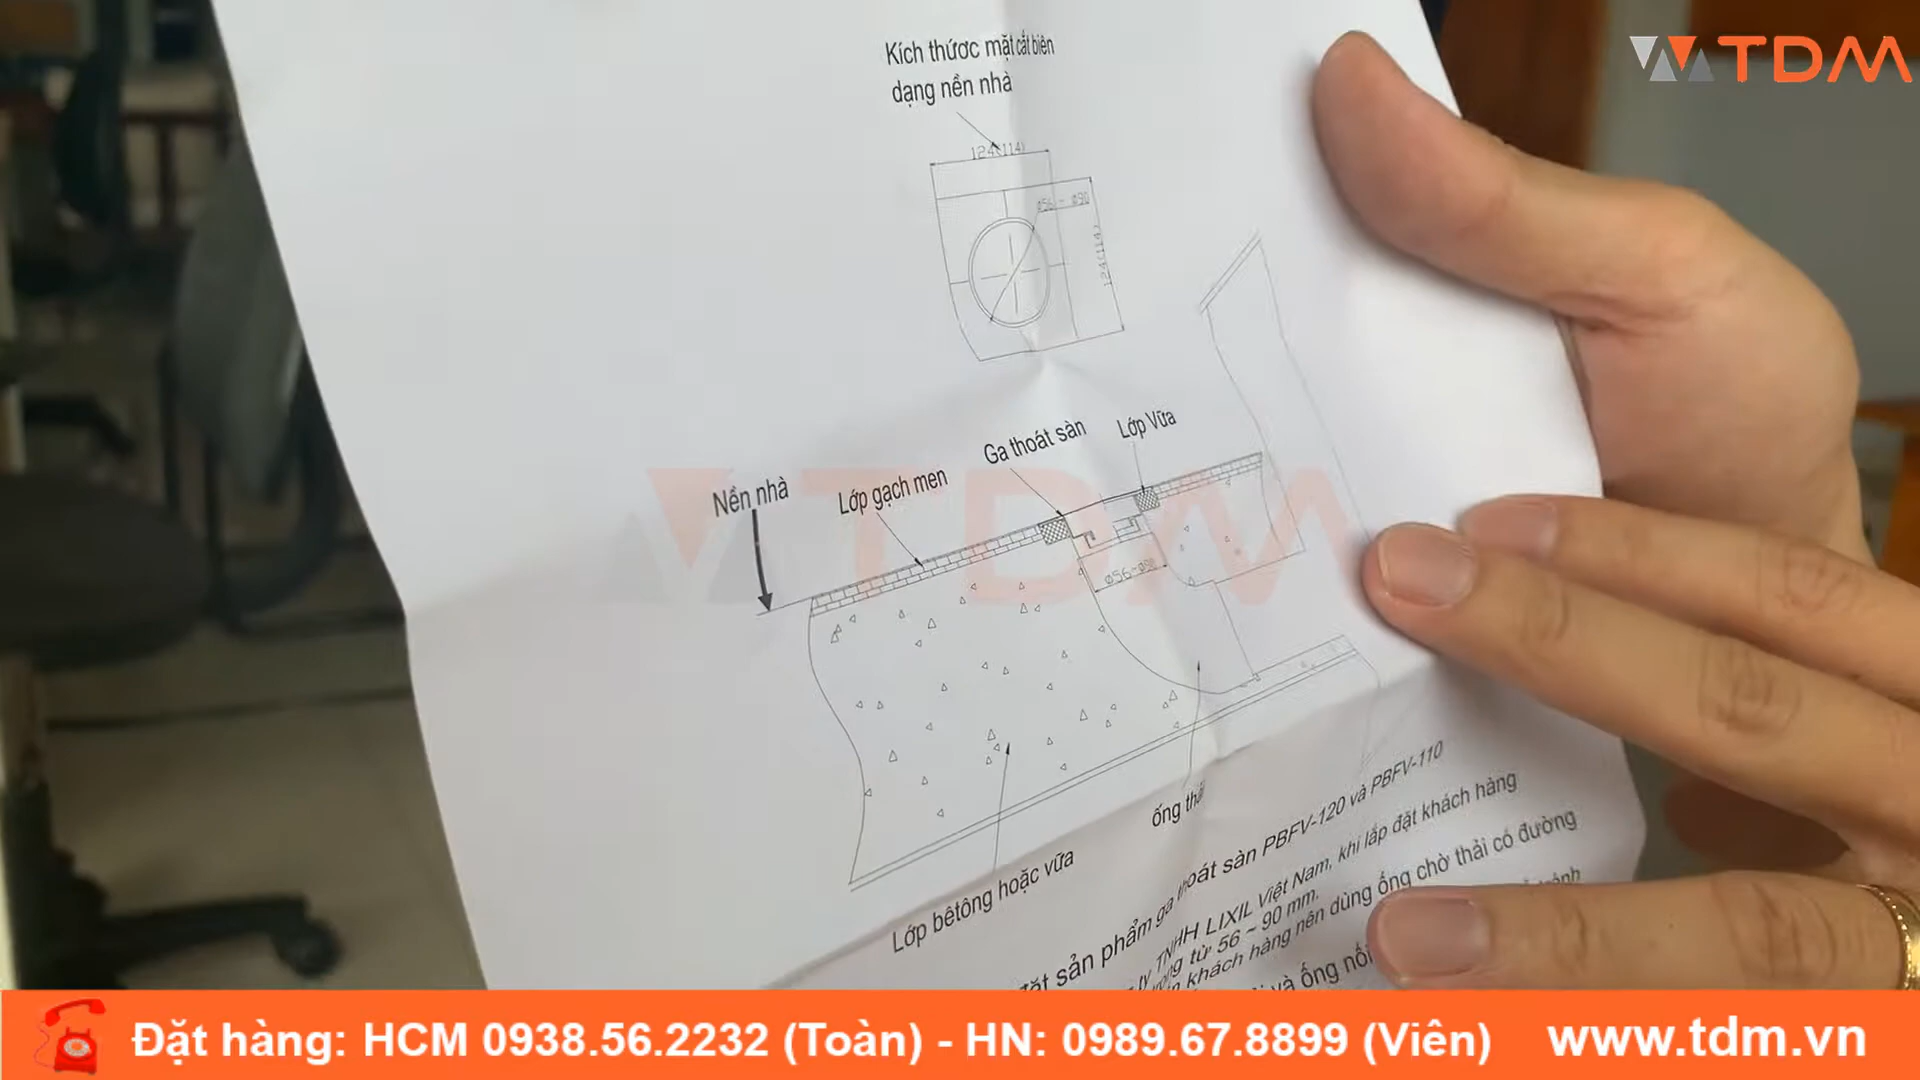 TDM
Kích thước mặt cắt biên
dạng nền nhà
124(114)
ø56 - ø90
124(114)
Ga thoát sàn
Lớp Vữa
Nền nhà
Lớp gạch men
TDM
ø56-ø90
ống thải
Lớp bêtông hoặc vữa
đặt sản phẩm ga thoát sàn PBFV-120 và PBFV-110
ty TNHH LIXIL Việt Nam, khi lắp đặt khách hàng
từ 56 ~ 90 mm.
khách hàng nên dùng ống chờ thải có đường
và ống nối
Đặt hàng: HCM 0938.56.2232 (Toàn) - HN: 0989.67.8899 (Viên) www.tdm.vn